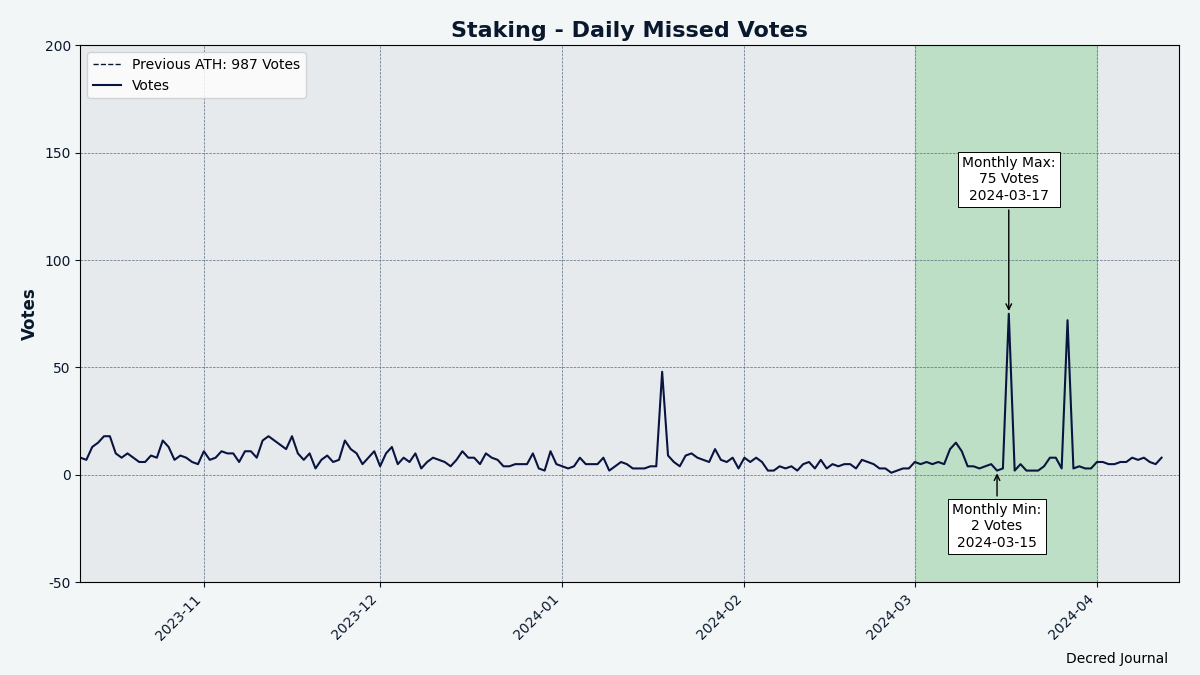 Staking - Daily Missed Votes
Previous ATH: 987 Votes
Votes
Votes
200
150
100
50
0
-50
Monthly Max:
75 Votes
2024-03-17
Monthly Min:
2 Votes
2024-03-15
2023-11
2023-12
2024-01
2024-02
2024-03
2024-04
Decred Journal